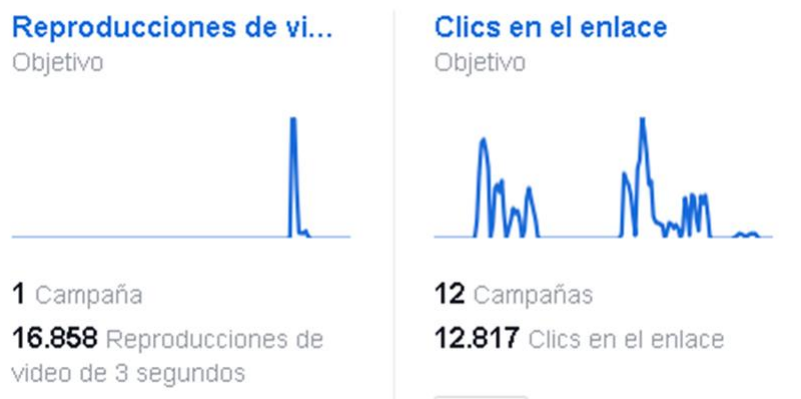 Reproducciones de vi...
Objetivo
1 Campaña
16.858 Reproducciones de
video de 3 segundos
Clics en el enlace
Objetivo
12 Campañas
12.817 Clics en el enlace